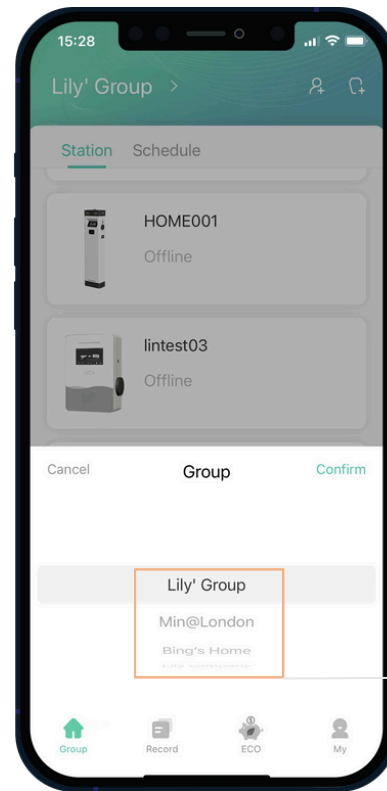 15:28
Lily' Group >
Station Schedule
HOME001
Offline
lintest03
Offline
Cancel Group Confirm
Lily' Group
Min@London
Bing's Home
Group Record ECO My